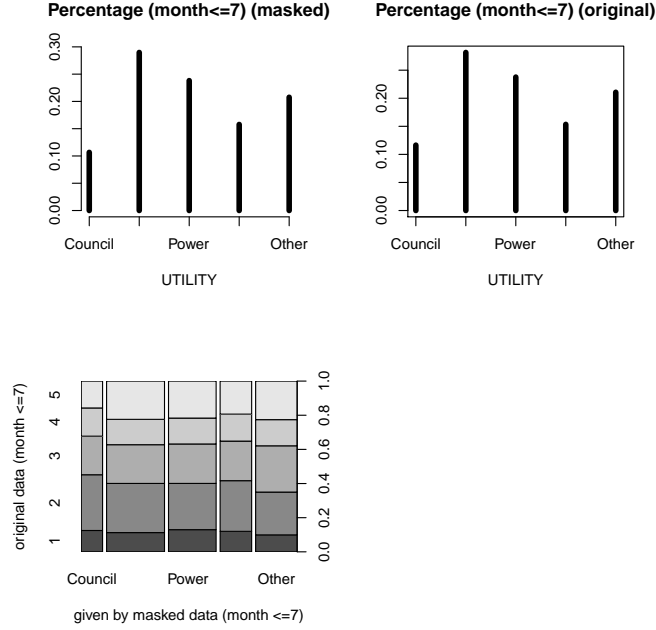 Percentage (month<=7) (masked)
0.30
0.20
0.10
0.00
Council Power Other
UTILITY
Percentage (month<=7) (original)
0.20
0.10
0.00
Council Power Other
UTILITY
original data (month <=7)
5
4
3
2
1
1.0
0.8
0.6
0.4
0.2
0.0
Council Power Other
given by masked data (month <=7)